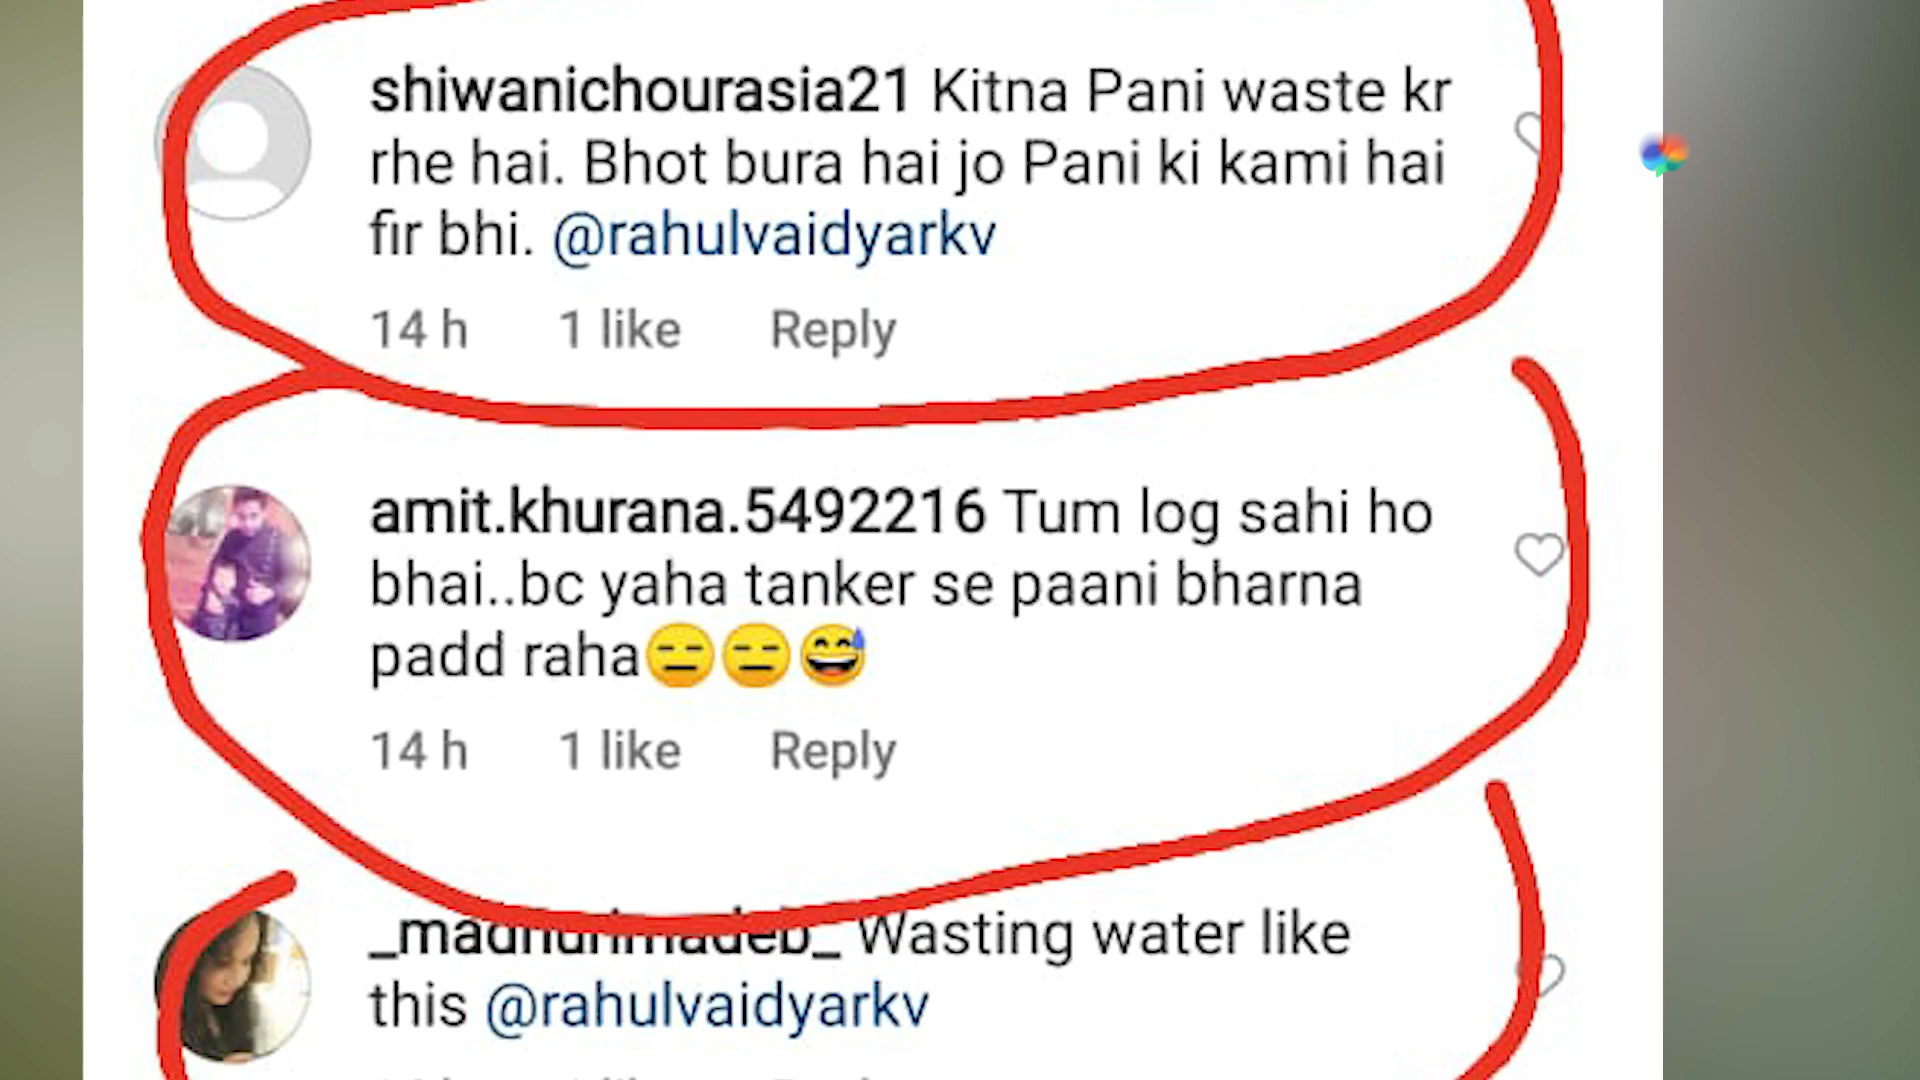 shiwanichourasia21 Kitna Pani waste kr
rhe hai. Bhot bura hai jo Pani ki kami hai
fir bhi. @rahulvaidyarkv
14 h 1 like Reply
amit.khurana.5492216 Tum log sahi ho
bhai..bc yaha tanker se paani bharna
padd raha😑😑😅
14 h 1 like Reply
Wasting water like
this @rahulvaidyarkv